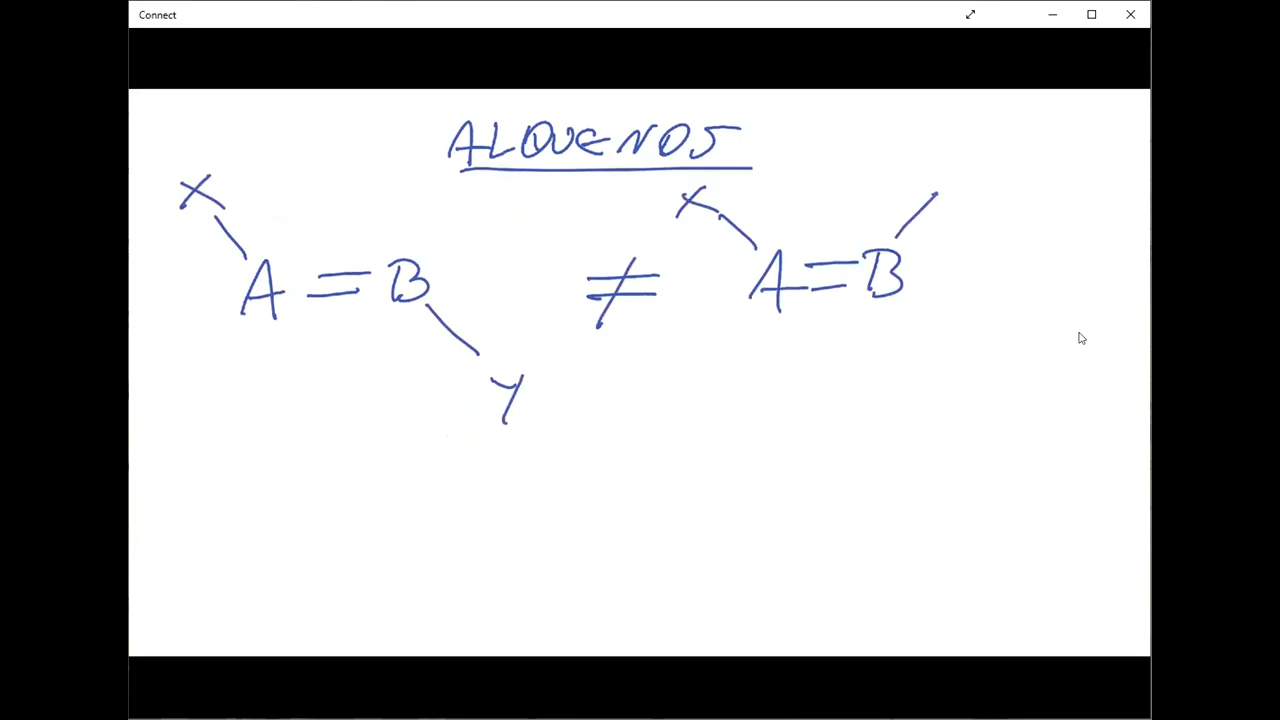 Connect
ALQUENOS
X X
A = B ≠ A = B
Y